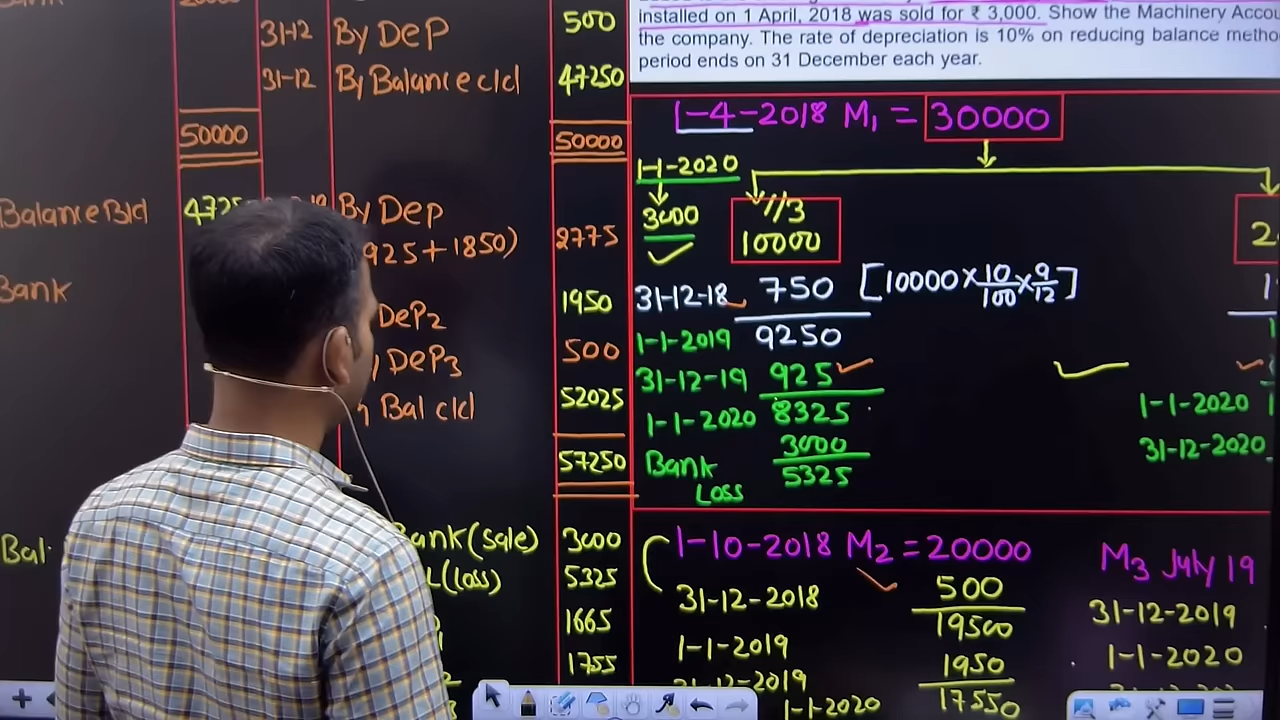 installed on 1 April, 2018 was sold for ₹ 3,000. Show the Machinery Accou
the company. The rate of depreciation is 10% on reducing balance metho
period ends on 31 December each year.
31-12 By Dep 500
31-12 By Balance c/d 47250
50000 50000
Balance B/d By Dep
925+1850) 2775
Bank 1950
Dep2
Dep3 500
Bal c/d 52025
57250
Bal. Bank (sale) 3000
L (loss) 5325
1665
1755
1-4-2018 M1 = 30000
1-1-2020
3000
1/3
10000
31-12-18 750 [10000×10/100×9/12]
1-1-2019 9250
31-12-19 925
1-1-2020 8325
Bank 3000
Loss 5325
1-1-2020
31-12-2020
1-10-2018 M2 = 20000
31-12-2018 500
19500
1-1-2019
1950
31-12-2019
1-1-2020 17550
M3 July 19
31-12-2019
1-1-2020